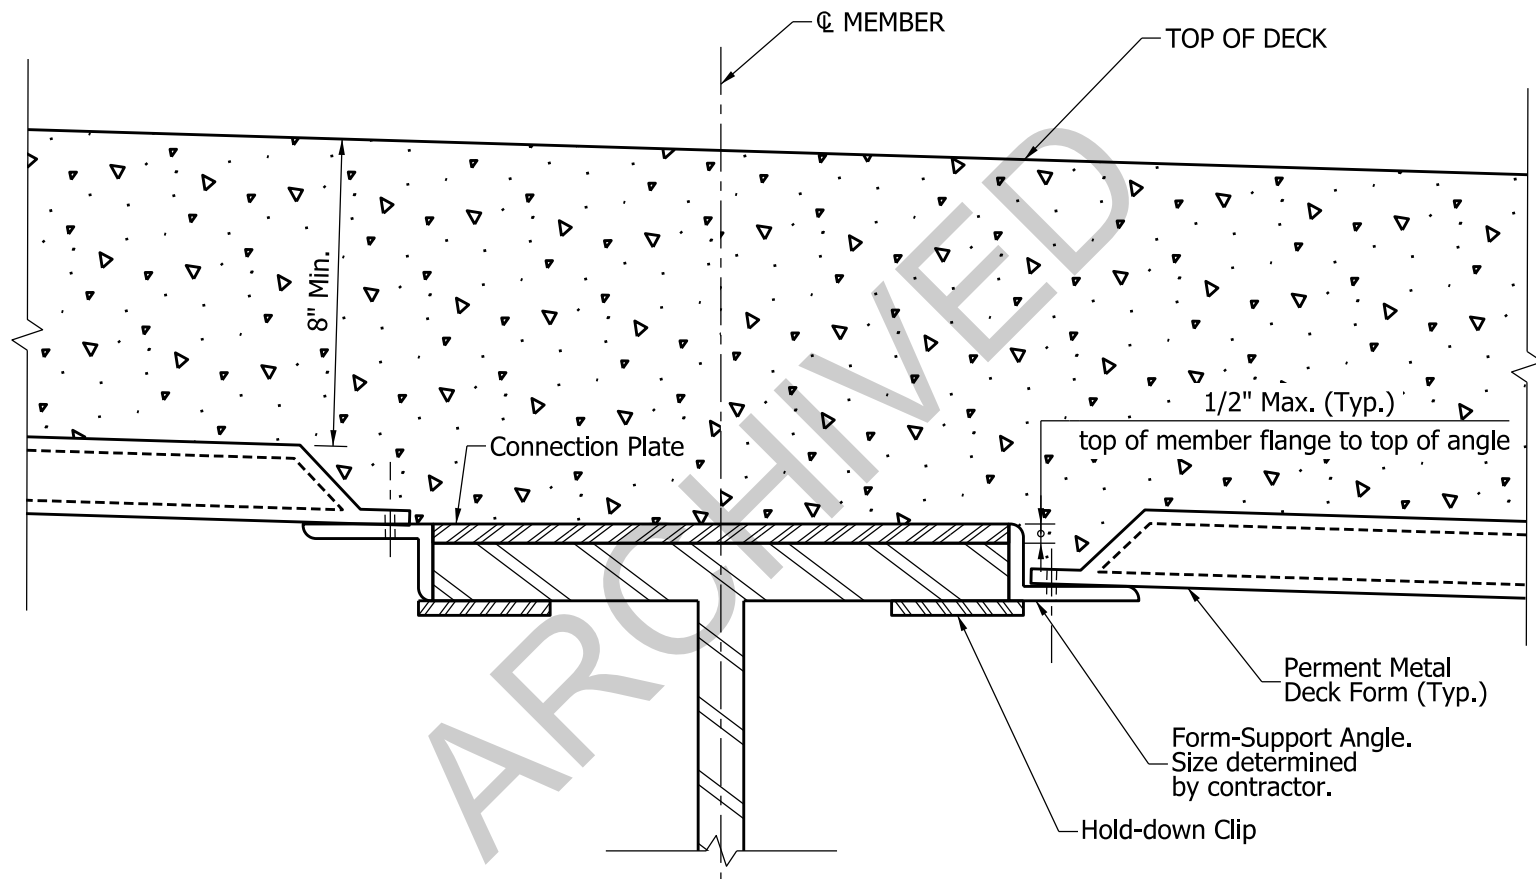 ℄ MEMBER
TOP OF DECK
8" Min.
1/2" Max. (Typ.)
top of member flange to top of angle
Connection Plate
Perment Metal
Deck Form (Typ.)
Form-Support Angle.
Size determined
by contractor.
Hold-down Clip
ARCHIVED